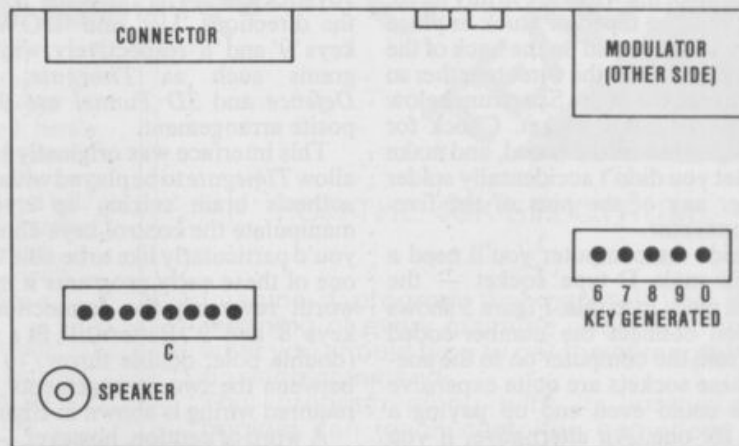 CONNECTOR
MODULATOR
(OTHER SIDE)
6 7 8 9 0
KEY GENERATED
C
SPEAKER